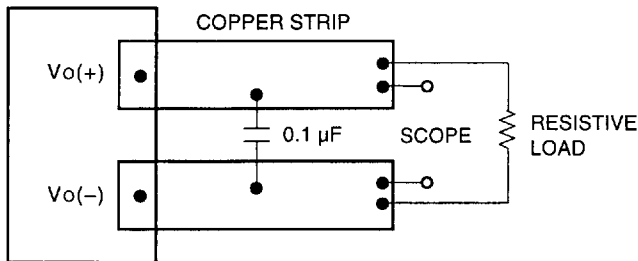 COPPER STRIP
Vo(+)
0.1 µF
SCOPE
RESISTIVE
LOAD
Vo(–)